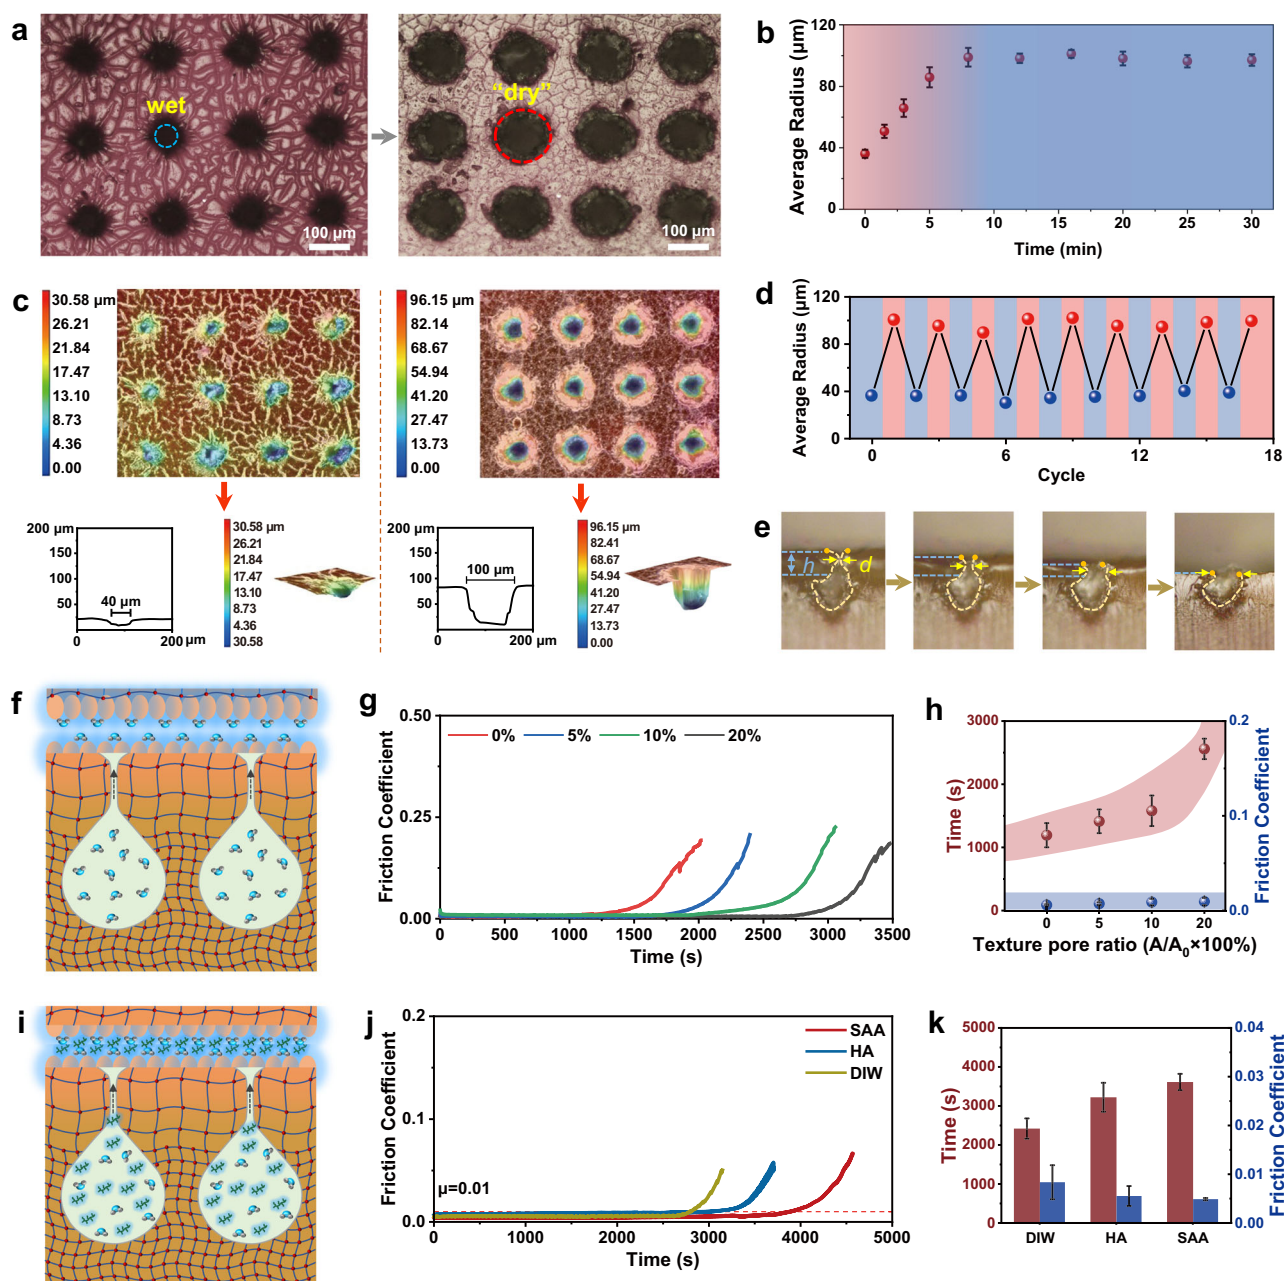 a
wet
"dry"
100 µm
100 µm
b
Average Radius (µm)
120
80
40
0
0 5 10 15 20 25 30
Time (min)
c
30.58 µm
26.21
21.84
17.47
13.10
8.73
4.36
0.00
96.15 µm
82.14
68.67
54.94
41.20
27.47
13.73
0.00
200 µm
150
100
50
40 µm
0
200
µm
30.58 µm
26.21
21.84
17.47
13.10
8.73
4.36
30.58
200 µm
150
100
50
100 µm
0
200 µm
96.15 µm
82.41
68.67
54.94
41.20
27.47
13.73
0.00
d
Average Radius (µm)
120
80
40
0
0 6 12 18
Cycle
e
h
d
f
g
Friction Coefficient
0.50
0.25
0.00
0% 5% 10% 20%
0 500 1000 1500 2000 2500 3000 3500
Time (s)
h
Time (s)
3000
2000
1000
0
0.2
0.1
0.0
Friction Coefficient
0 5 10 20
Texture pore ratio (A/A₀×100%)
i
j
Friction Coefficient
0.2
0.1
0.0
SAA
HA
DIW
µ=0.01
0 1000 2000 3000 4000 5000
Time (s)
k
Time (s)
5000
4000
3000
2000
1000
0
0.04
0.03
0.02
0.01
0.00
Friction Coefficient
DIW HA SAA